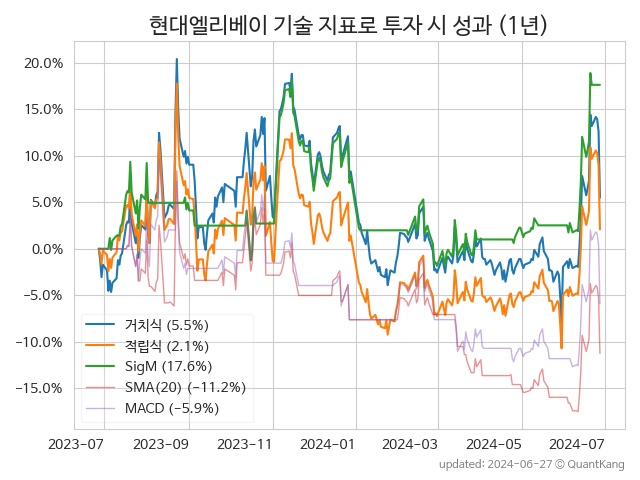 현대엘리베이 기술 지표로 투자 시 성과 (1년)
20.0%
15.0%
10.0%
5.0%
0.0%
−5.0%
−10.0%
−15.0%
거치식 (5.5%)
적립식 (2.1%)
SigM (17.6%)
SMA(20) (−11.2%)
MACD (−5.9%)
2023-07 2023-09 2023-11 2024-01 2024-03 2024-05 2024-07
updated: 2024-06-27 © QuantKang